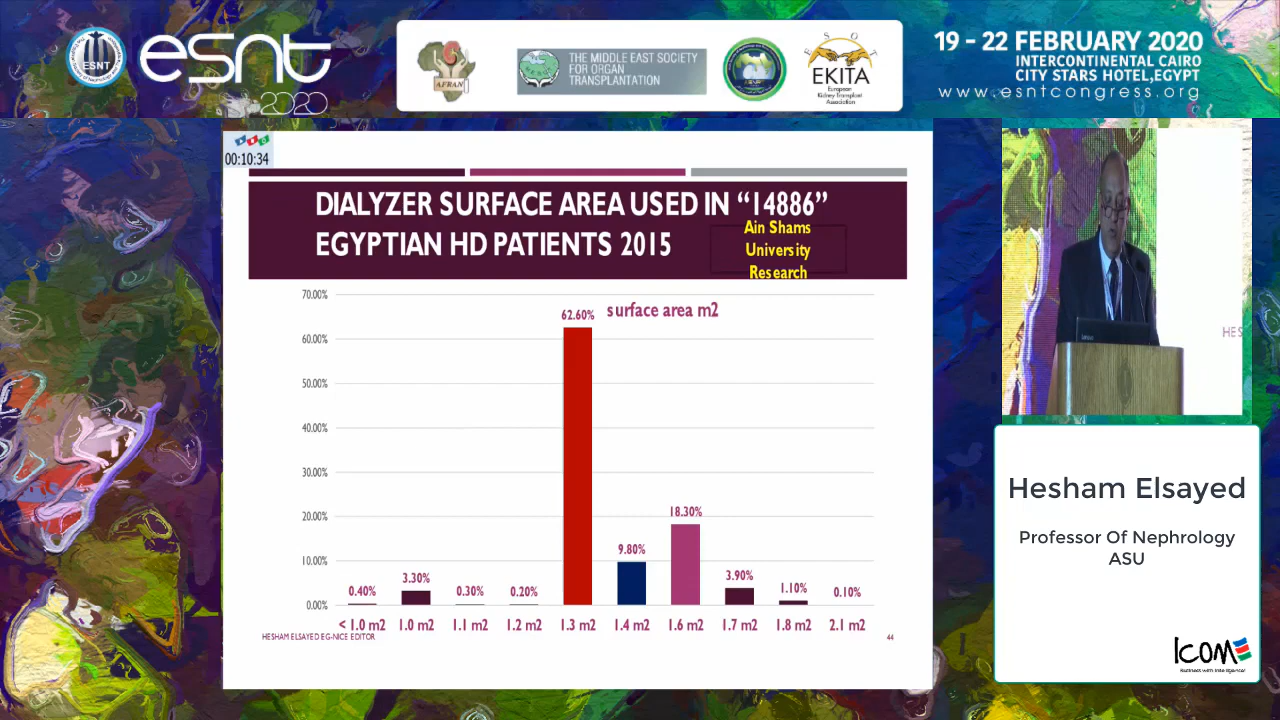 ESNT
esnt
2020
AFRAN
THE MIDDLE EAST SOCIETY
FOR ORGAN
TRANSPLANTATION
ESOT
EKITA
European
Kidney Transplant
Association
19 - 22 FEBRUARY 2020
INTERCONTINENTAL CAIRO
CITY STARS HOTEL,EGYPT
www.esntcongress.org
00:10:34
DIALYZER SURFACE AREA USED IN “14886”
EGYPTIAN HD PATIENTS 2015
Ain Shams
University
Research
surface area m2
70.00%
60.00%
50.00%
40.00%
30.00%
20.00%
10.00%
0.00%
0.40%
3.30%
0.30%
0.20%
62.60%
9.80%
18.30%
3.90%
1.10%
0.10%
< 1.0 m2 1.0 m2 1.1 m2 1.2 m2 1.3 m2 1.4 m2 1.6 m2 1.7 m2 1.8 m2 2.1 m2
HESHAM ELSAYED EG-NICE EDITOR
44
HES
Hesham Elsayed
Professor Of Nephrology
ASU
ICOM